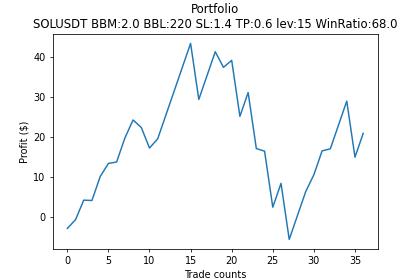 Portfolio
SOLUSDT BBM:2.0 BBL:220 SL:1.4 TP:0.6 lev:15 WinRatio:68.0
40
30
20
10
0
Profit ($)
0 5 10 15 20 25 30 35
Trade counts